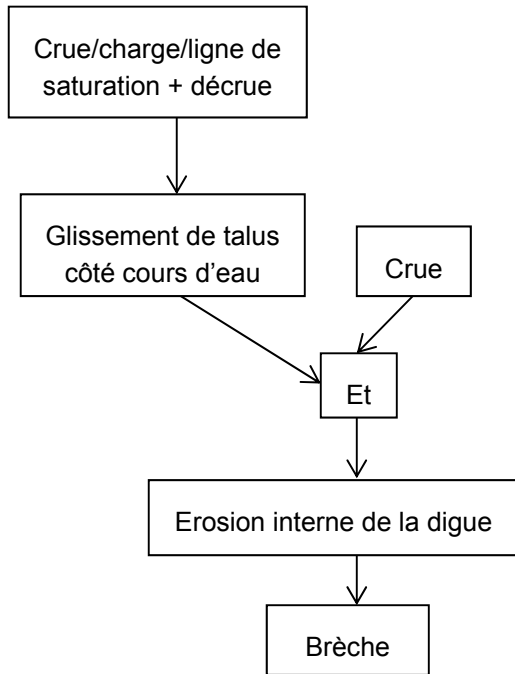 Crue/charge/ligne de
saturation + décrue
Glissement de talus
côté cours d'eau
Crue
Et
Erosion interne de la digue
Brèche